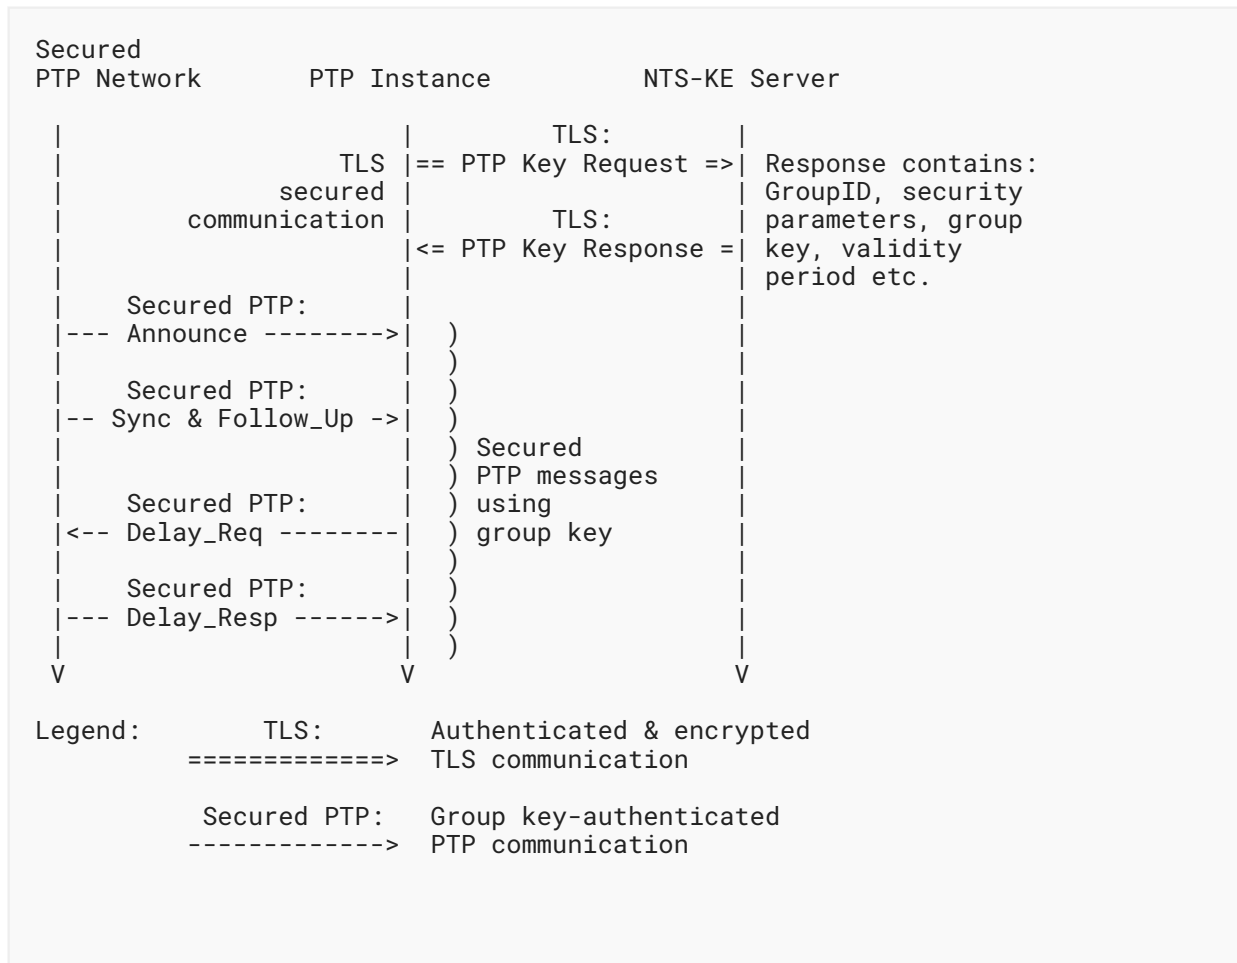 Secured
PTP Network       PTP Instance          NTS-KE Server

 |                      |         TLS:        |
 |                  TLS |== PTP Key Request =>| Response contains:
 |              secured |                     | GroupID, security
 |        communication |         TLS:        | parameters, group
 |                      |<= PTP Key Response =| key, validity
 |                      |                     | period etc.
 |    Secured PTP:      |                     |
 |--- Announce -------->|  )                  |
 |                      |  )                  |
 |    Secured PTP:      |  )                  |
 |-- Sync & Follow_Up ->|  )                  |
 |                      |  ) Secured          |
 |                      |  ) PTP messages     |
 |    Secured PTP:      |  ) using            |
 |<-- Delay_Req --------|  ) group key        |
 |                      |  )                  |
 |    Secured PTP:      |  )                  |
 |--- Delay_Resp ------>|  )                  |
 |                      |  )                  |
 V                      V                     V

Legend:        TLS:       Authenticated & encrypted
          =============>  TLS communication

           Secured PTP:   Group key-authenticated
          ------------->  PTP communication